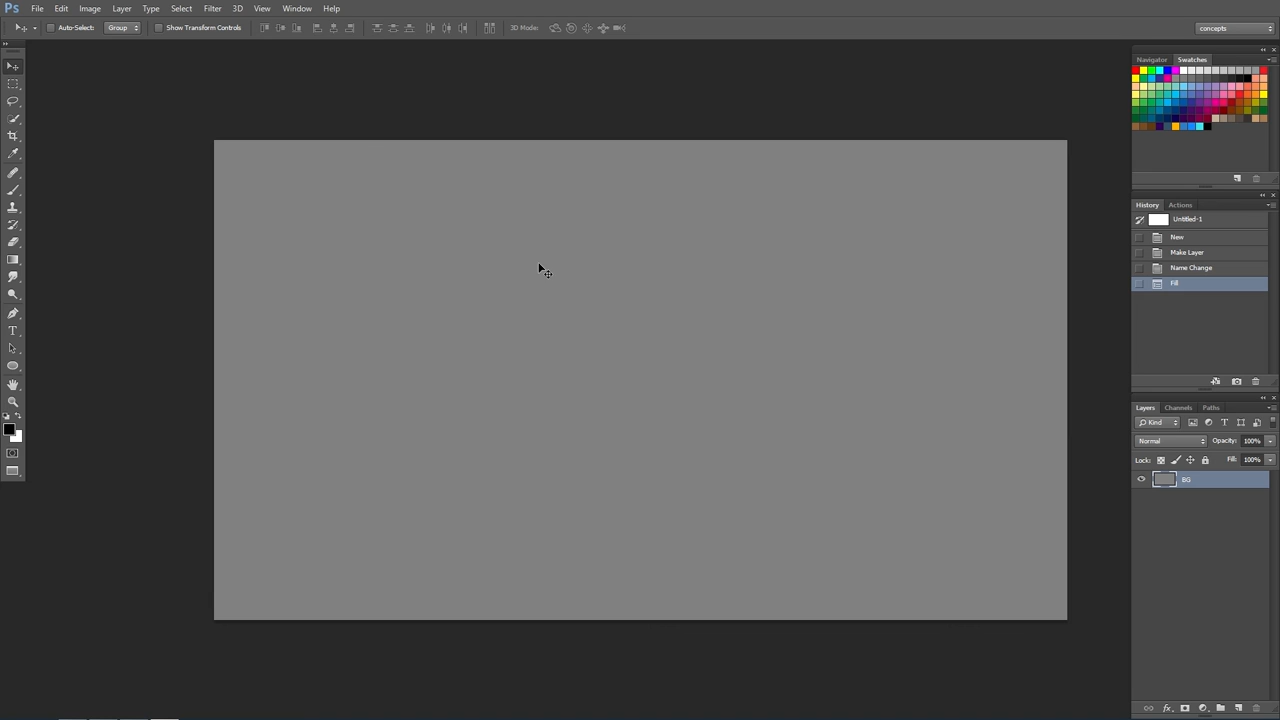 Ps File Edit Image Layer Type Select Filter 3D View Window Help
Auto-Select: Group Show Transform Controls 3D Mode: concepts
Navigator Swatches
History Actions
Untitled-1
New
Make Layer
Name Change
Fill
Layers Channels Paths
Kind T
Normal Opacity: 100%
Lock: Fill: 100%
BG
T
fx